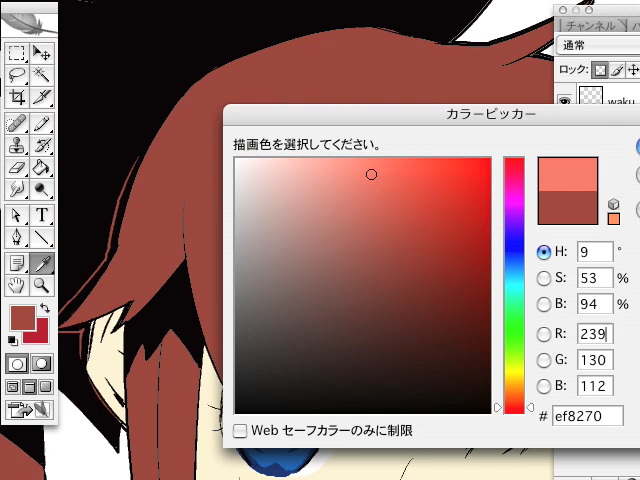 チャンネル
通常
ロック:
waku
カラーピッカー
描画色を選択してください。
H: 9 °
S: 53 %
B: 94 %
R: 239
G: 130
B: 112
# ef8270
Web セーフカラーのみに制限
T